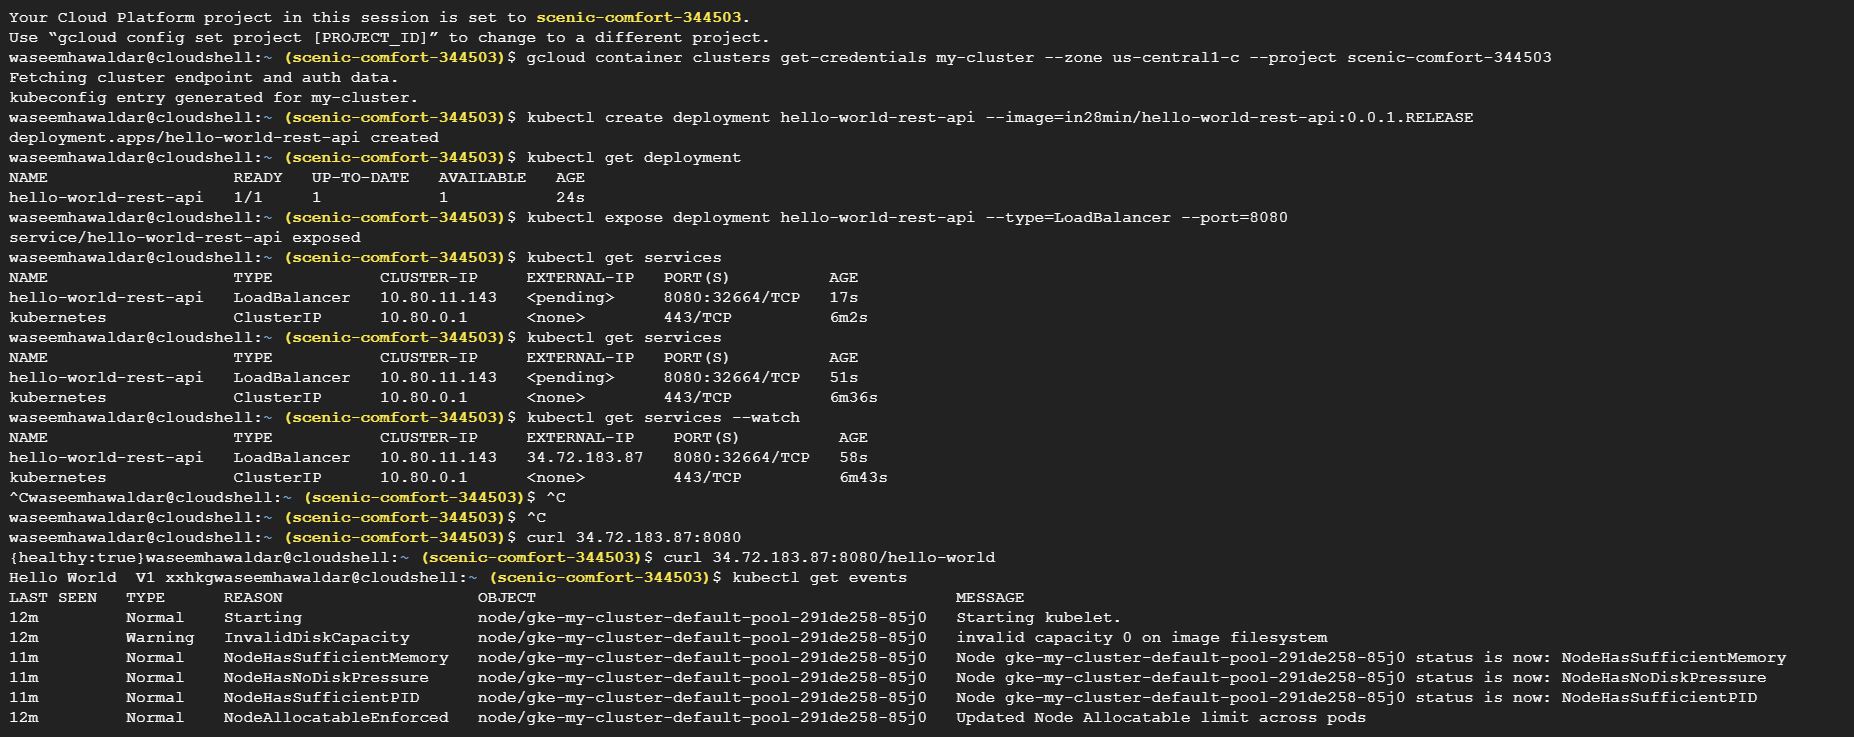 Your Cloud Platform project in this session is set to scenic-comfort-344503.
Use “gcloud config set project [PROJECT_ID]” to change to a different project.
waseemhawaldar@cloudshell:~ (scenic-comfort-344503)$ gcloud container clusters get-credentials my-cluster --zone us-central1-c --project scenic-comfort-344503
Fetching cluster endpoint and auth data.
kubeconfig entry generated for my-cluster.
waseemhawaldar@cloudshell:~ (scenic-comfort-344503)$ kubectl create deployment hello-world-rest-api --image=in28min/hello-world-rest-api:0.0.1.RELEASE
deployment.apps/hello-world-rest-api created
waseemhawaldar@cloudshell:~ (scenic-comfort-344503)$ kubectl get deployment
NAME                   READY   UP-TO-DATE   AVAILABLE   AGE
hello-world-rest-api   1/1     1            1           24s
waseemhawaldar@cloudshell:~ (scenic-comfort-344503)$ kubectl expose deployment hello-world-rest-api --type=LoadBalancer --port=8080
service/hello-world-rest-api exposed
waseemhawaldar@cloudshell:~ (scenic-comfort-344503)$ kubectl get services
NAME                   TYPE           CLUSTER-IP     EXTERNAL-IP   PORT(S)          AGE
hello-world-rest-api   LoadBalancer   10.80.11.143   <pending>     8080:32664/TCP   17s
kubernetes             ClusterIP      10.80.0.1      <none>        443/TCP          6m2s
waseemhawaldar@cloudshell:~ (scenic-comfort-344503)$ kubectl get services
NAME                   TYPE           CLUSTER-IP     EXTERNAL-IP   PORT(S)          AGE
hello-world-rest-api   LoadBalancer   10.80.11.143   <pending>     8080:32664/TCP   51s
kubernetes             ClusterIP      10.80.0.1      <none>        443/TCP          6m36s
waseemhawaldar@cloudshell:~ (scenic-comfort-344503)$ kubectl get services --watch
NAME                   TYPE           CLUSTER-IP     EXTERNAL-IP    PORT(S)          AGE
hello-world-rest-api   LoadBalancer   10.80.11.143   34.72.183.87   8080:32664/TCP   58s
kubernetes             ClusterIP      10.80.0.1      <none>         443/TCP          6m43s
^Cwaseemhawaldar@cloudshell:~ (scenic-comfort-344503)$ ^C
waseemhawaldar@cloudshell:~ (scenic-comfort-344503)$ ^C
waseemhawaldar@cloudshell:~ (scenic-comfort-344503)$ curl 34.72.183.87:8080
{healthy:true}waseemhawaldar@cloudshell:~ (scenic-comfort-344503)$ curl 34.72.183.87:8080/hello-world
Hello World  V1 xxhkgwaseemhawaldar@cloudshell:~ (scenic-comfort-344503)$ kubectl get events
LAST SEEN   TYPE      REASON                    OBJECT                                           MESSAGE
12m         Normal    Starting                  node/gke-my-cluster-default-pool-291de258-85j0   Starting kubelet.
12m         Warning   InvalidDiskCapacity       node/gke-my-cluster-default-pool-291de258-85j0   invalid capacity 0 on image filesystem
11m         Normal    NodeHasSufficientMemory   node/gke-my-cluster-default-pool-291de258-85j0   Node gke-my-cluster-default-pool-291de258-85j0 status is now: NodeHasSufficientMemory
11m         Normal    NodeHasNoDiskPressure     node/gke-my-cluster-default-pool-291de258-85j0   Node gke-my-cluster-default-pool-291de258-85j0 status is now: NodeHasNoDiskPressure
11m         Normal    NodeHasSufficientPID      node/gke-my-cluster-default-pool-291de258-85j0   Node gke-my-cluster-default-pool-291de258-85j0 status is now: NodeHasSufficientPID
12m         Normal    NodeAllocatableEnforced   node/gke-my-cluster-default-pool-291de258-85j0   Updated Node Allocatable limit across pods